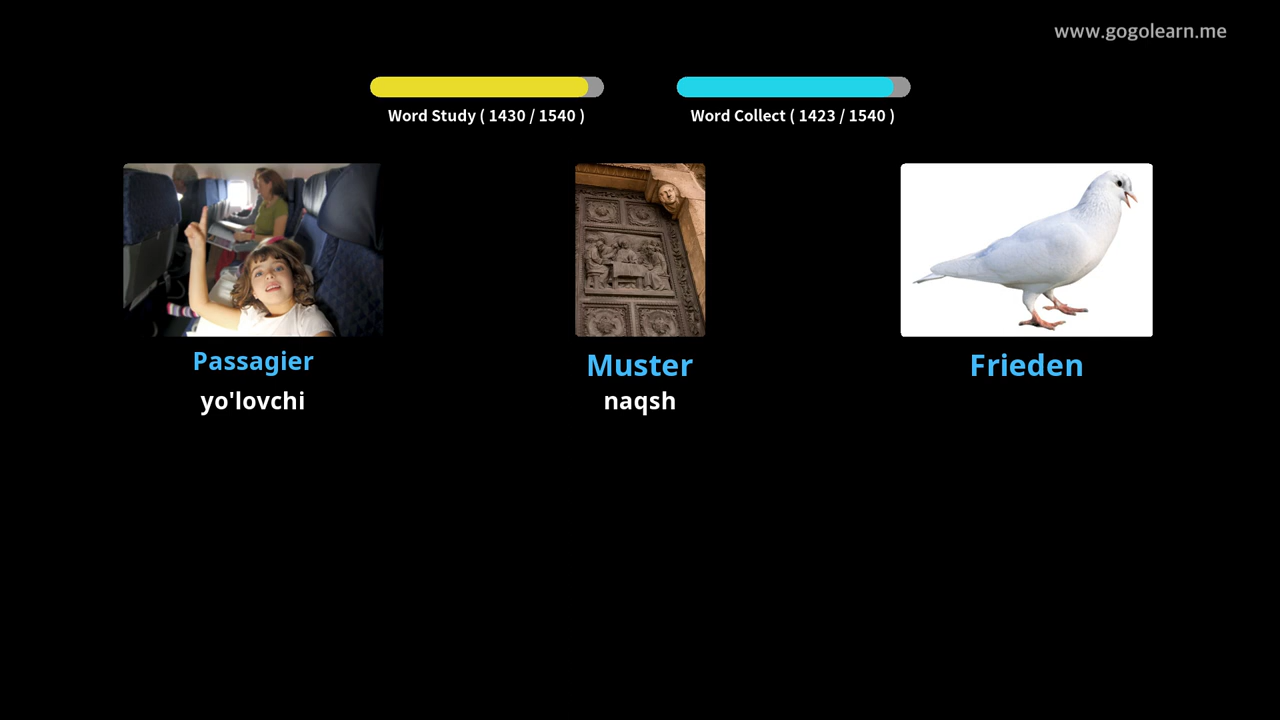 www.gogolearn.me
Word Study ( 1430 / 1540 )
Word Collect ( 1423 / 1540 )
Passagier
yo'lovchi
Muster
naqsh
Frieden